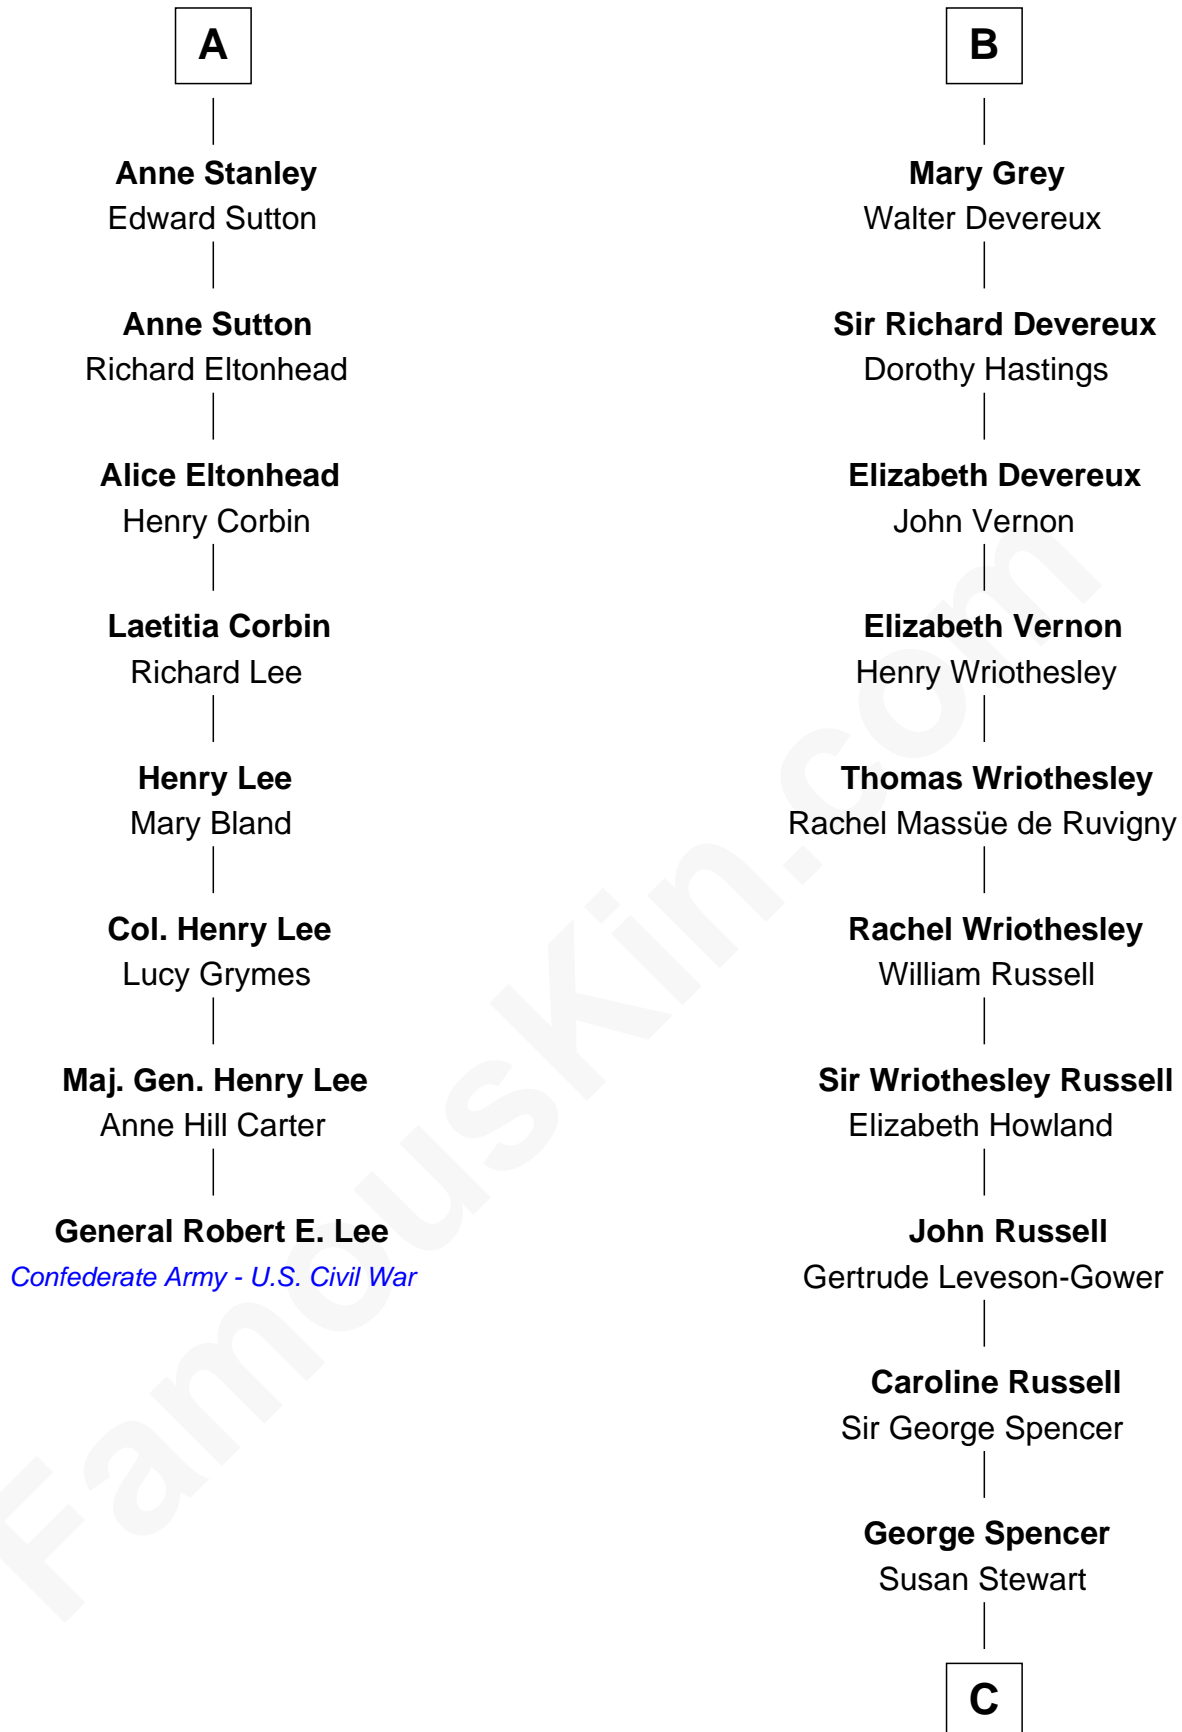 A
Anne Stanley
Edward Sutton
Anne Sutton
Richard Eltonhead
Alice Eltonhead
Henry Corbin
Laetitia Corbin
Richard Lee
Henry Lee
Mary Bland
Col. Henry Lee
Lucy Grymes
Maj. Gen. Henry Lee
Anne Hill Carter
General Robert E. Lee
Confederate Army - U.S. Civil War
B
Mary Grey
Walter Devereux
Sir Richard Devereux
Dorothy Hastings
Elizabeth Devereux
John Vernon
Elizabeth Vernon
Henry Wriothesley
Thomas Wriothesley
Rachel Massüe de Ruvigny
Rachel Wriothesley
William Russell
Sir Wriothesley Russell
Elizabeth Howland
John Russell
Gertrude Leveson-Gower
Caroline Russell
Sir George Spencer
George Spencer
Susan Stewart
C
FamousKin.com